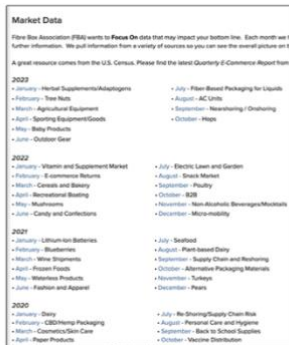 Market Data
Fibre Box Association (FBA) wants to Focus On data that may impact your bottom line. Each month we
further information. We pull information from a variety of sources so you can see the overall picture on
A great resource comes from the U.S. Census. Please find the latest Quarterly E-Commerce Report from
2023
• January - Herbal Supplements/Adaptogens
• February - Tree Nuts
• March - Agricultural Equipment
• April - Sporting Equipment/Goods
• May - Baby Products
• June - Outdoor Gear
• July - Fiber-Based Packaging for Liquids
• August - AC Units
• September - Nearshoring / Onshoring
• October - Hops
2022
• January - Vitamin and Supplement Market
• February - E-commerce Returns
• March - Cereals and Bakery
• April - Recreational Boating
• May - Mushrooms
• June - Candy and Confections
• July - Electric Lawn and Garden
• August - Snack Market
• September - Poultry
• October - B2B
• November - Non-Alcoholic Beverages/Mocktails
• December - Micro-mobility
2021
• January - Lithium-Ion Batteries
• February - Blueberries
• March - Wine Shipments
• April - Frozen Foods
• May - Waterless Products
• June - Fashion and Apparel
• July - Seafood
• August - Plant-based Dairy
• September - Supply Chain and Reshoring
• October - Alternative Packaging Materials
• November - Turkeys
• December - Pears
2020
• January - Dairy
• February - CBD/Hemp Packaging
• March - Cosmetics/Skin Care
• April - Paper Products
• July - Re-Shoring/Supply Chain Risk
• August - Personal Care and Hygiene
• September - Back to School Supplies
• October - Vaccine Distribution